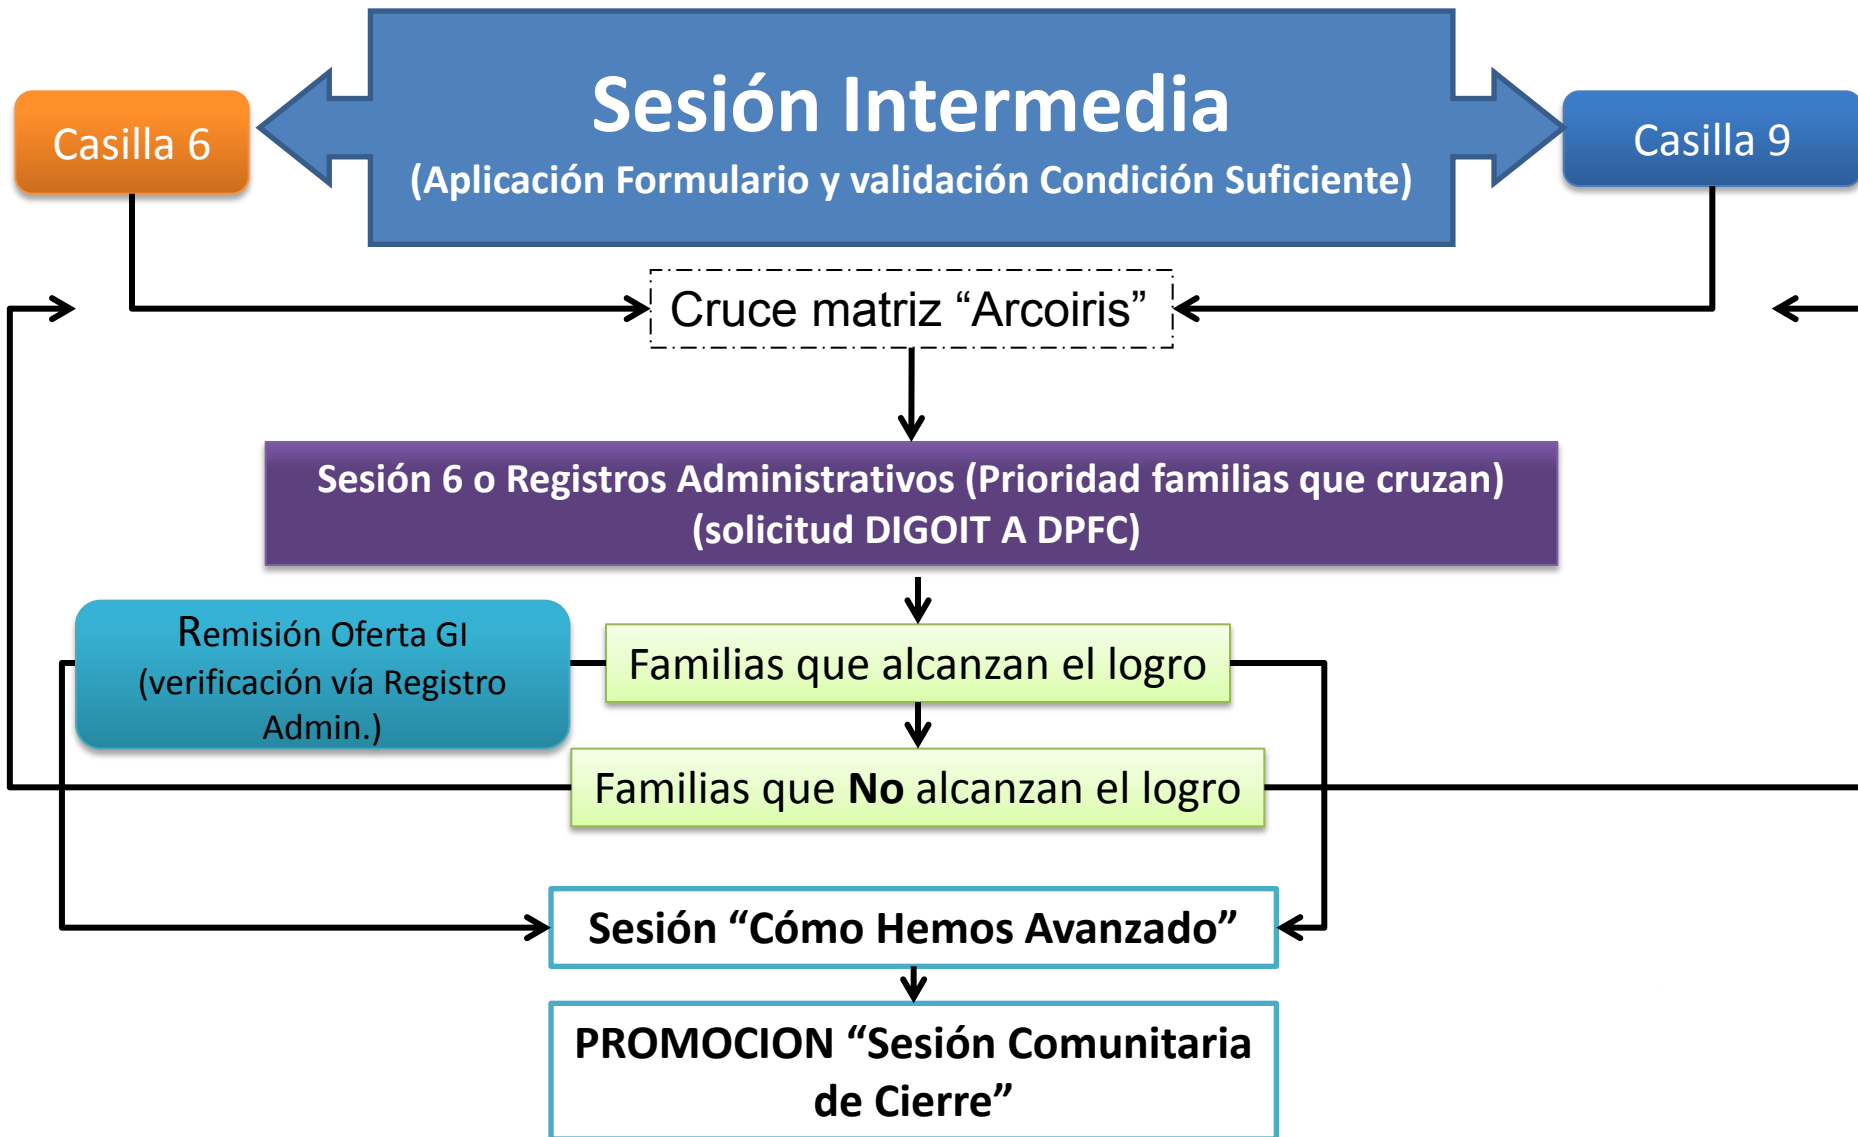 Sesión Intermedia
(Aplicación Formulario y validación Condición Suficiente)
Casilla 6
Casilla 9
Cruce matriz “Arcoiris”
Sesión 6 o Registros Administrativos (Prioridad familias que cruzan)
(solicitud DIGOIT A DPFC)
Remisión Oferta GI
(verificación vía Registro
Admin.)
Familias que alcanzan el logro
Familias que No alcanzan el logro
Sesión “Cómo Hemos Avanzado”
PROMOCION “Sesión Comunitaria
de Cierre”